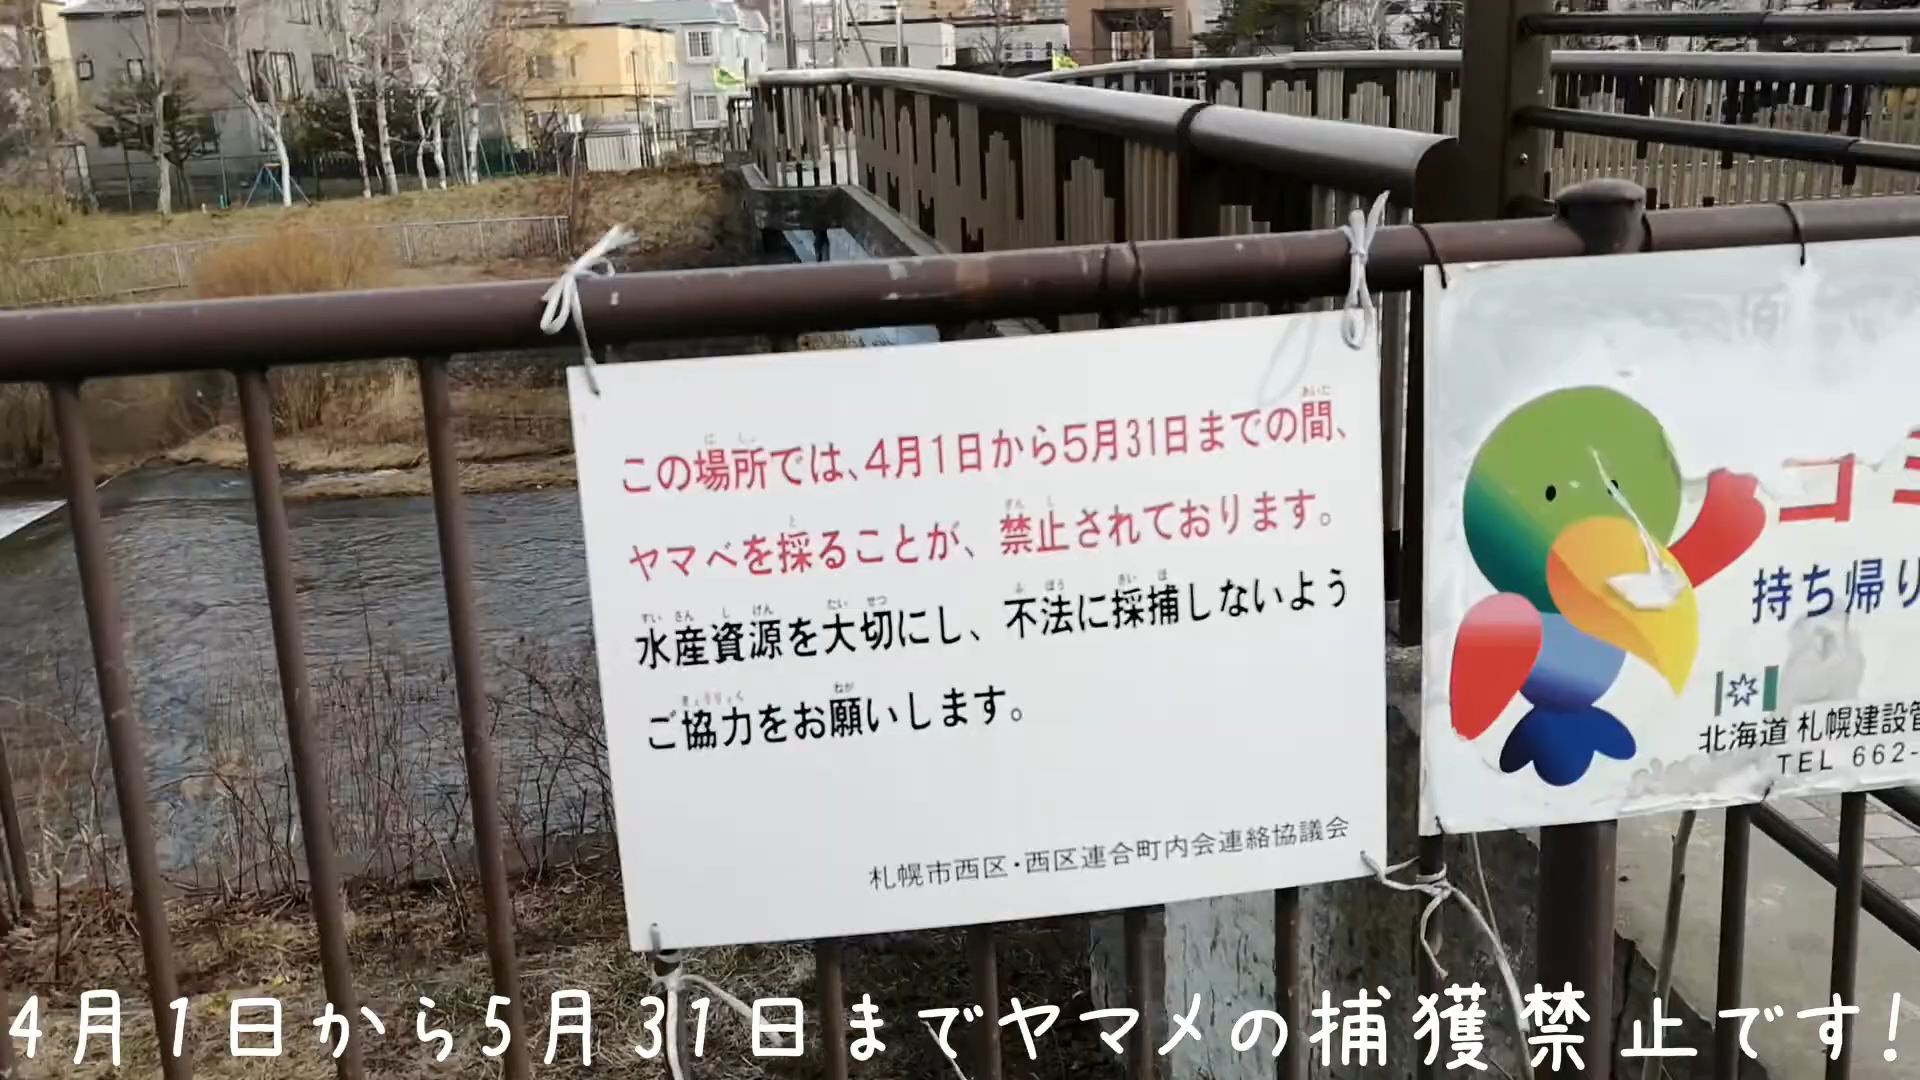 この場所では、4月1日から5月31日までの間、
ヤマベを採ることが、禁止されております。
水産資源を大切にし、不法に採捕しないよう
ご協力をお願いします。
札幌市西区・西区連合町内会連絡協議会
ゴミ
持ち帰り
北海道 札幌建設管
TEL 662-
4月1日から5月31日までヤマメの捕獲禁止です!